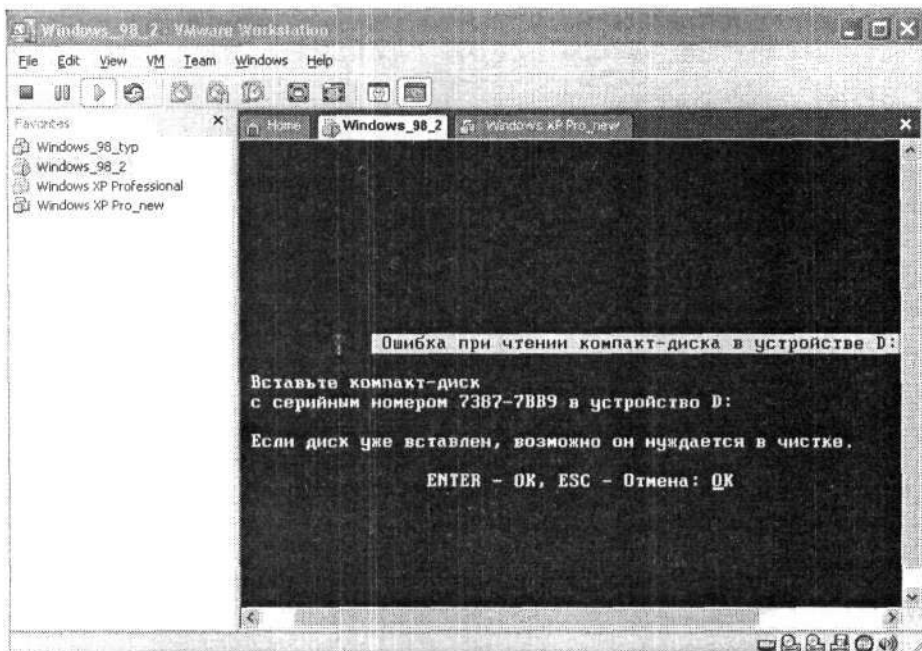 Windows_98_2 - VMware Workstation
File Edit View VM Team Windows Help
Favorites
Windows_98_typ
Windows_98_2
Windows XP Professional
Windows XP Pro_new
Home Windows_98_2 Windows XP Pro_new
Ошибка при чтении компакт-диска в устройстве D:
Вставьте компакт-диск
с серийным номером 7387-7BB9 в устройство D:
Если диск уже вставлен, возможно он нуждается в чистке.
ENTER - OK, ESC - Отмена: OK